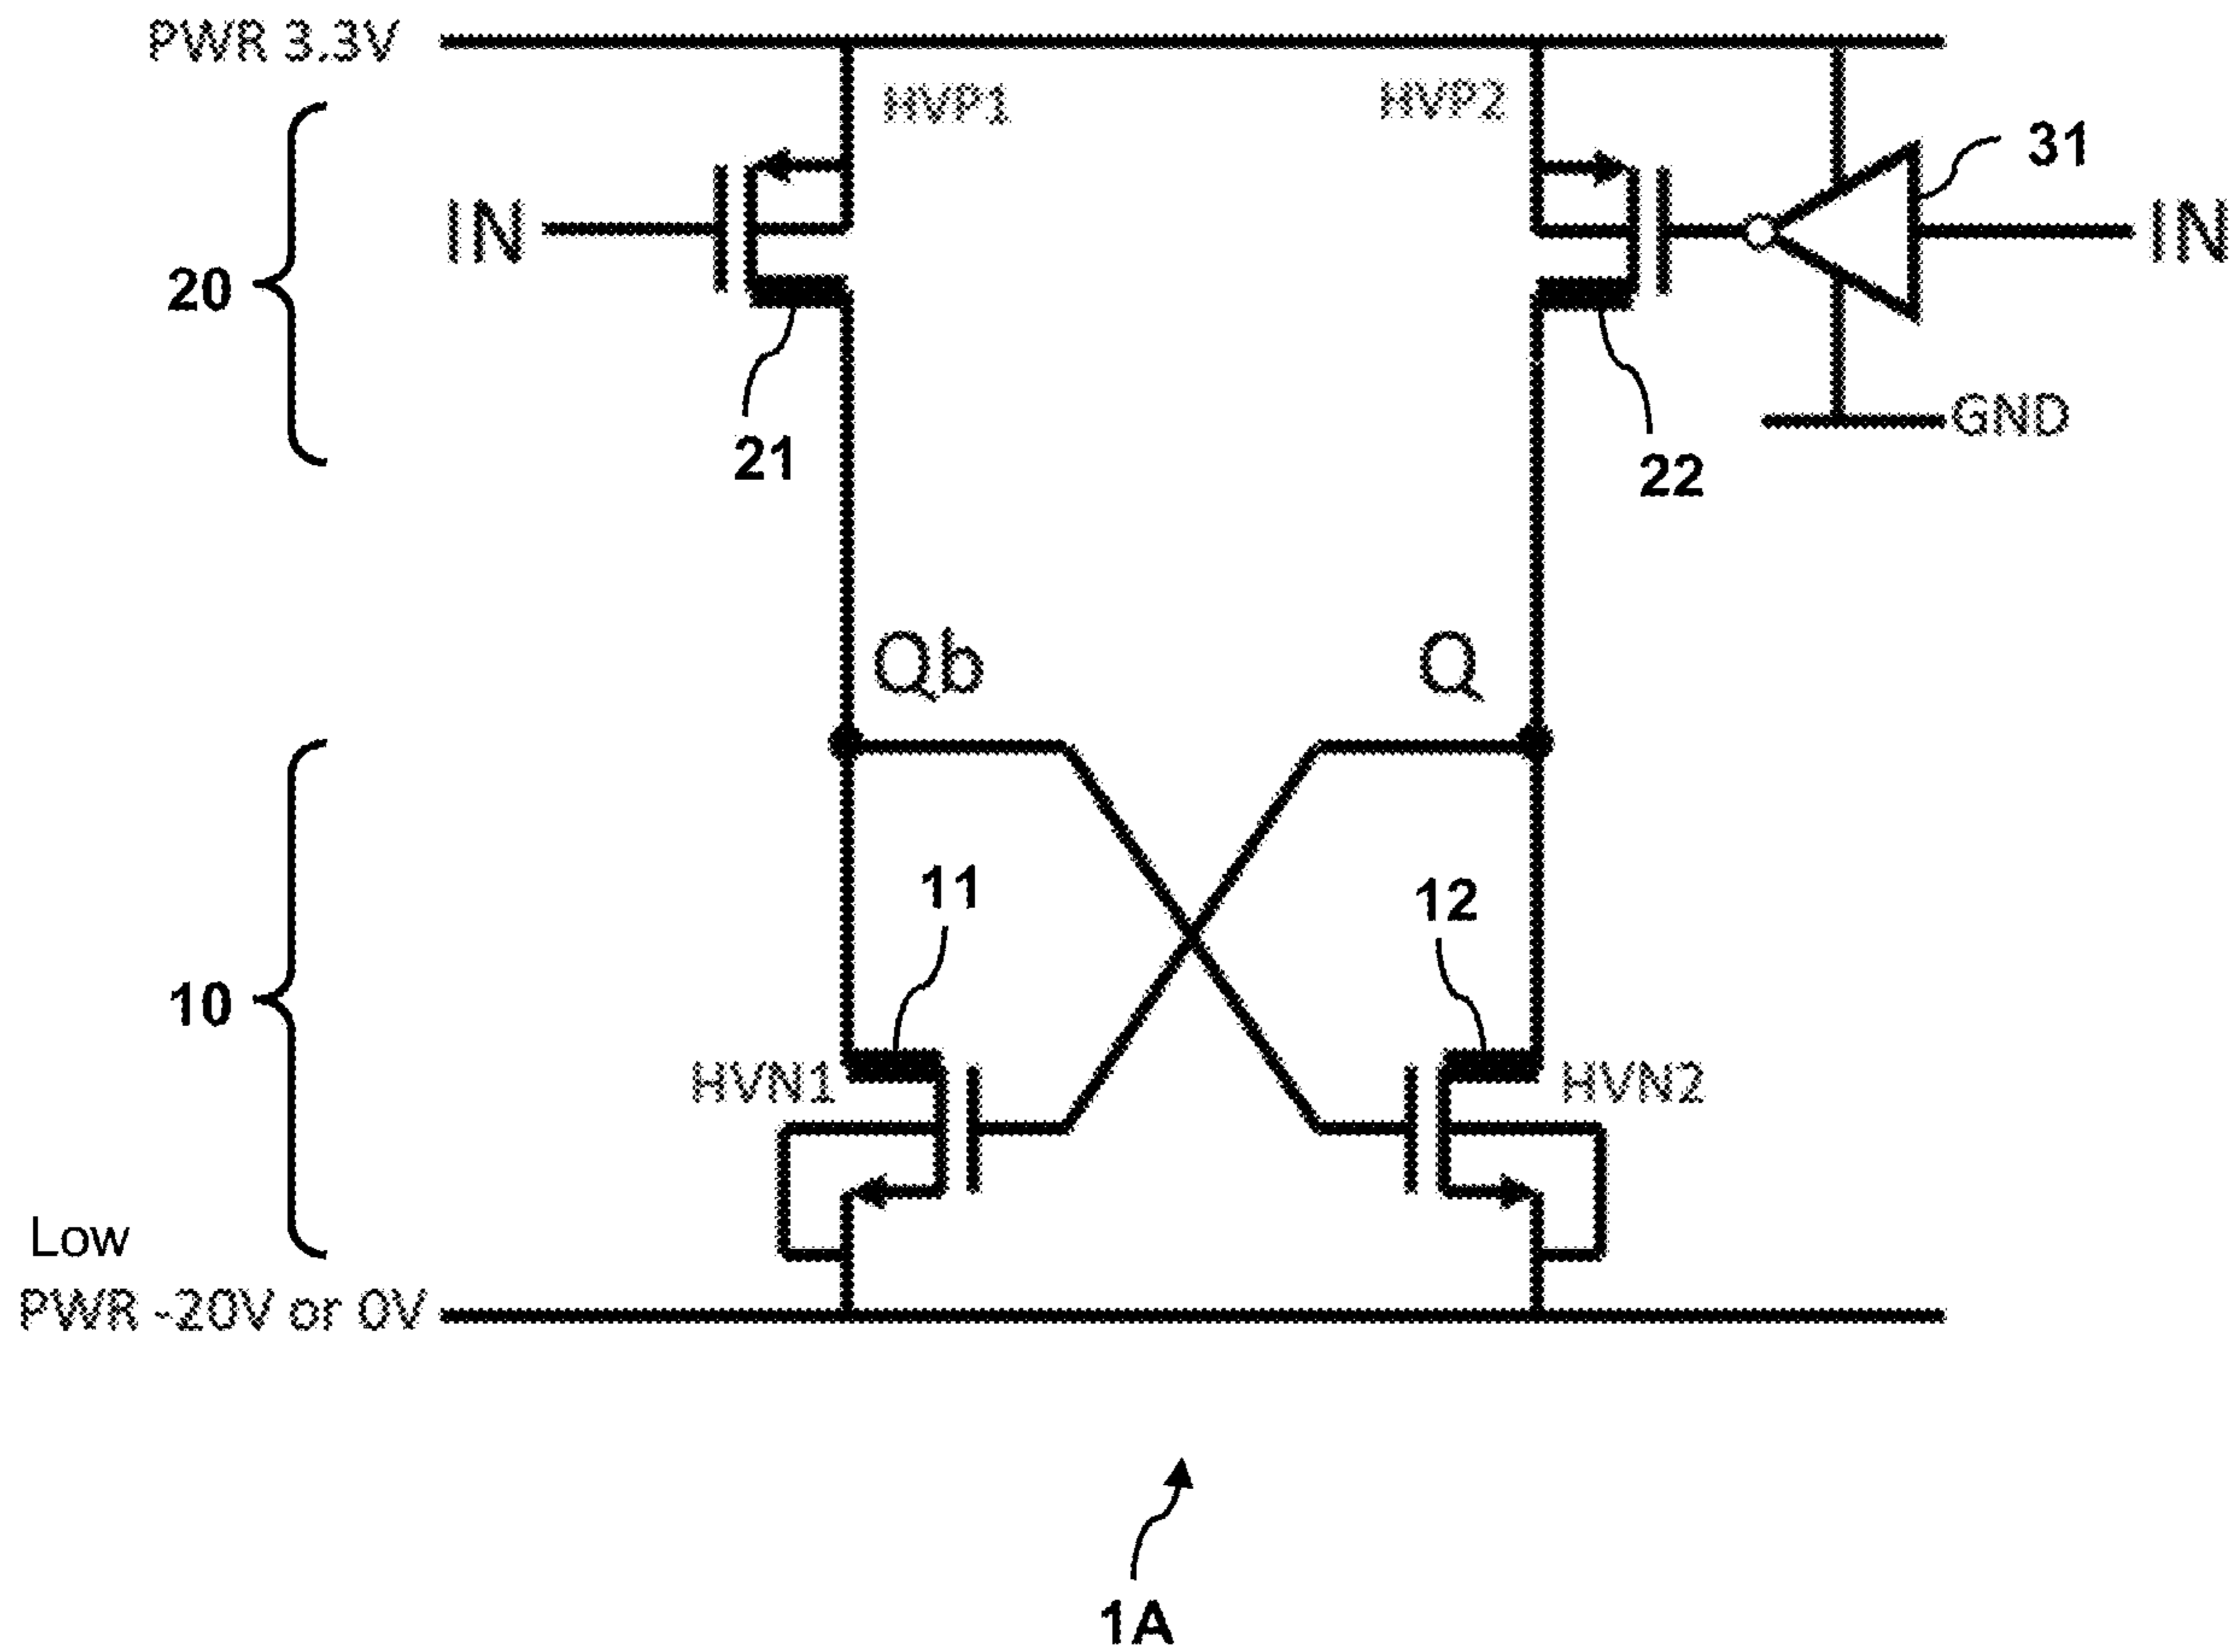 PWR 3.3V
HVP1
HVP2
31
IN
IN
20
21
22
GND
Qb
Q
11
12
10
HVN1
HVN2
Low
PWR -20V or 0V
1A